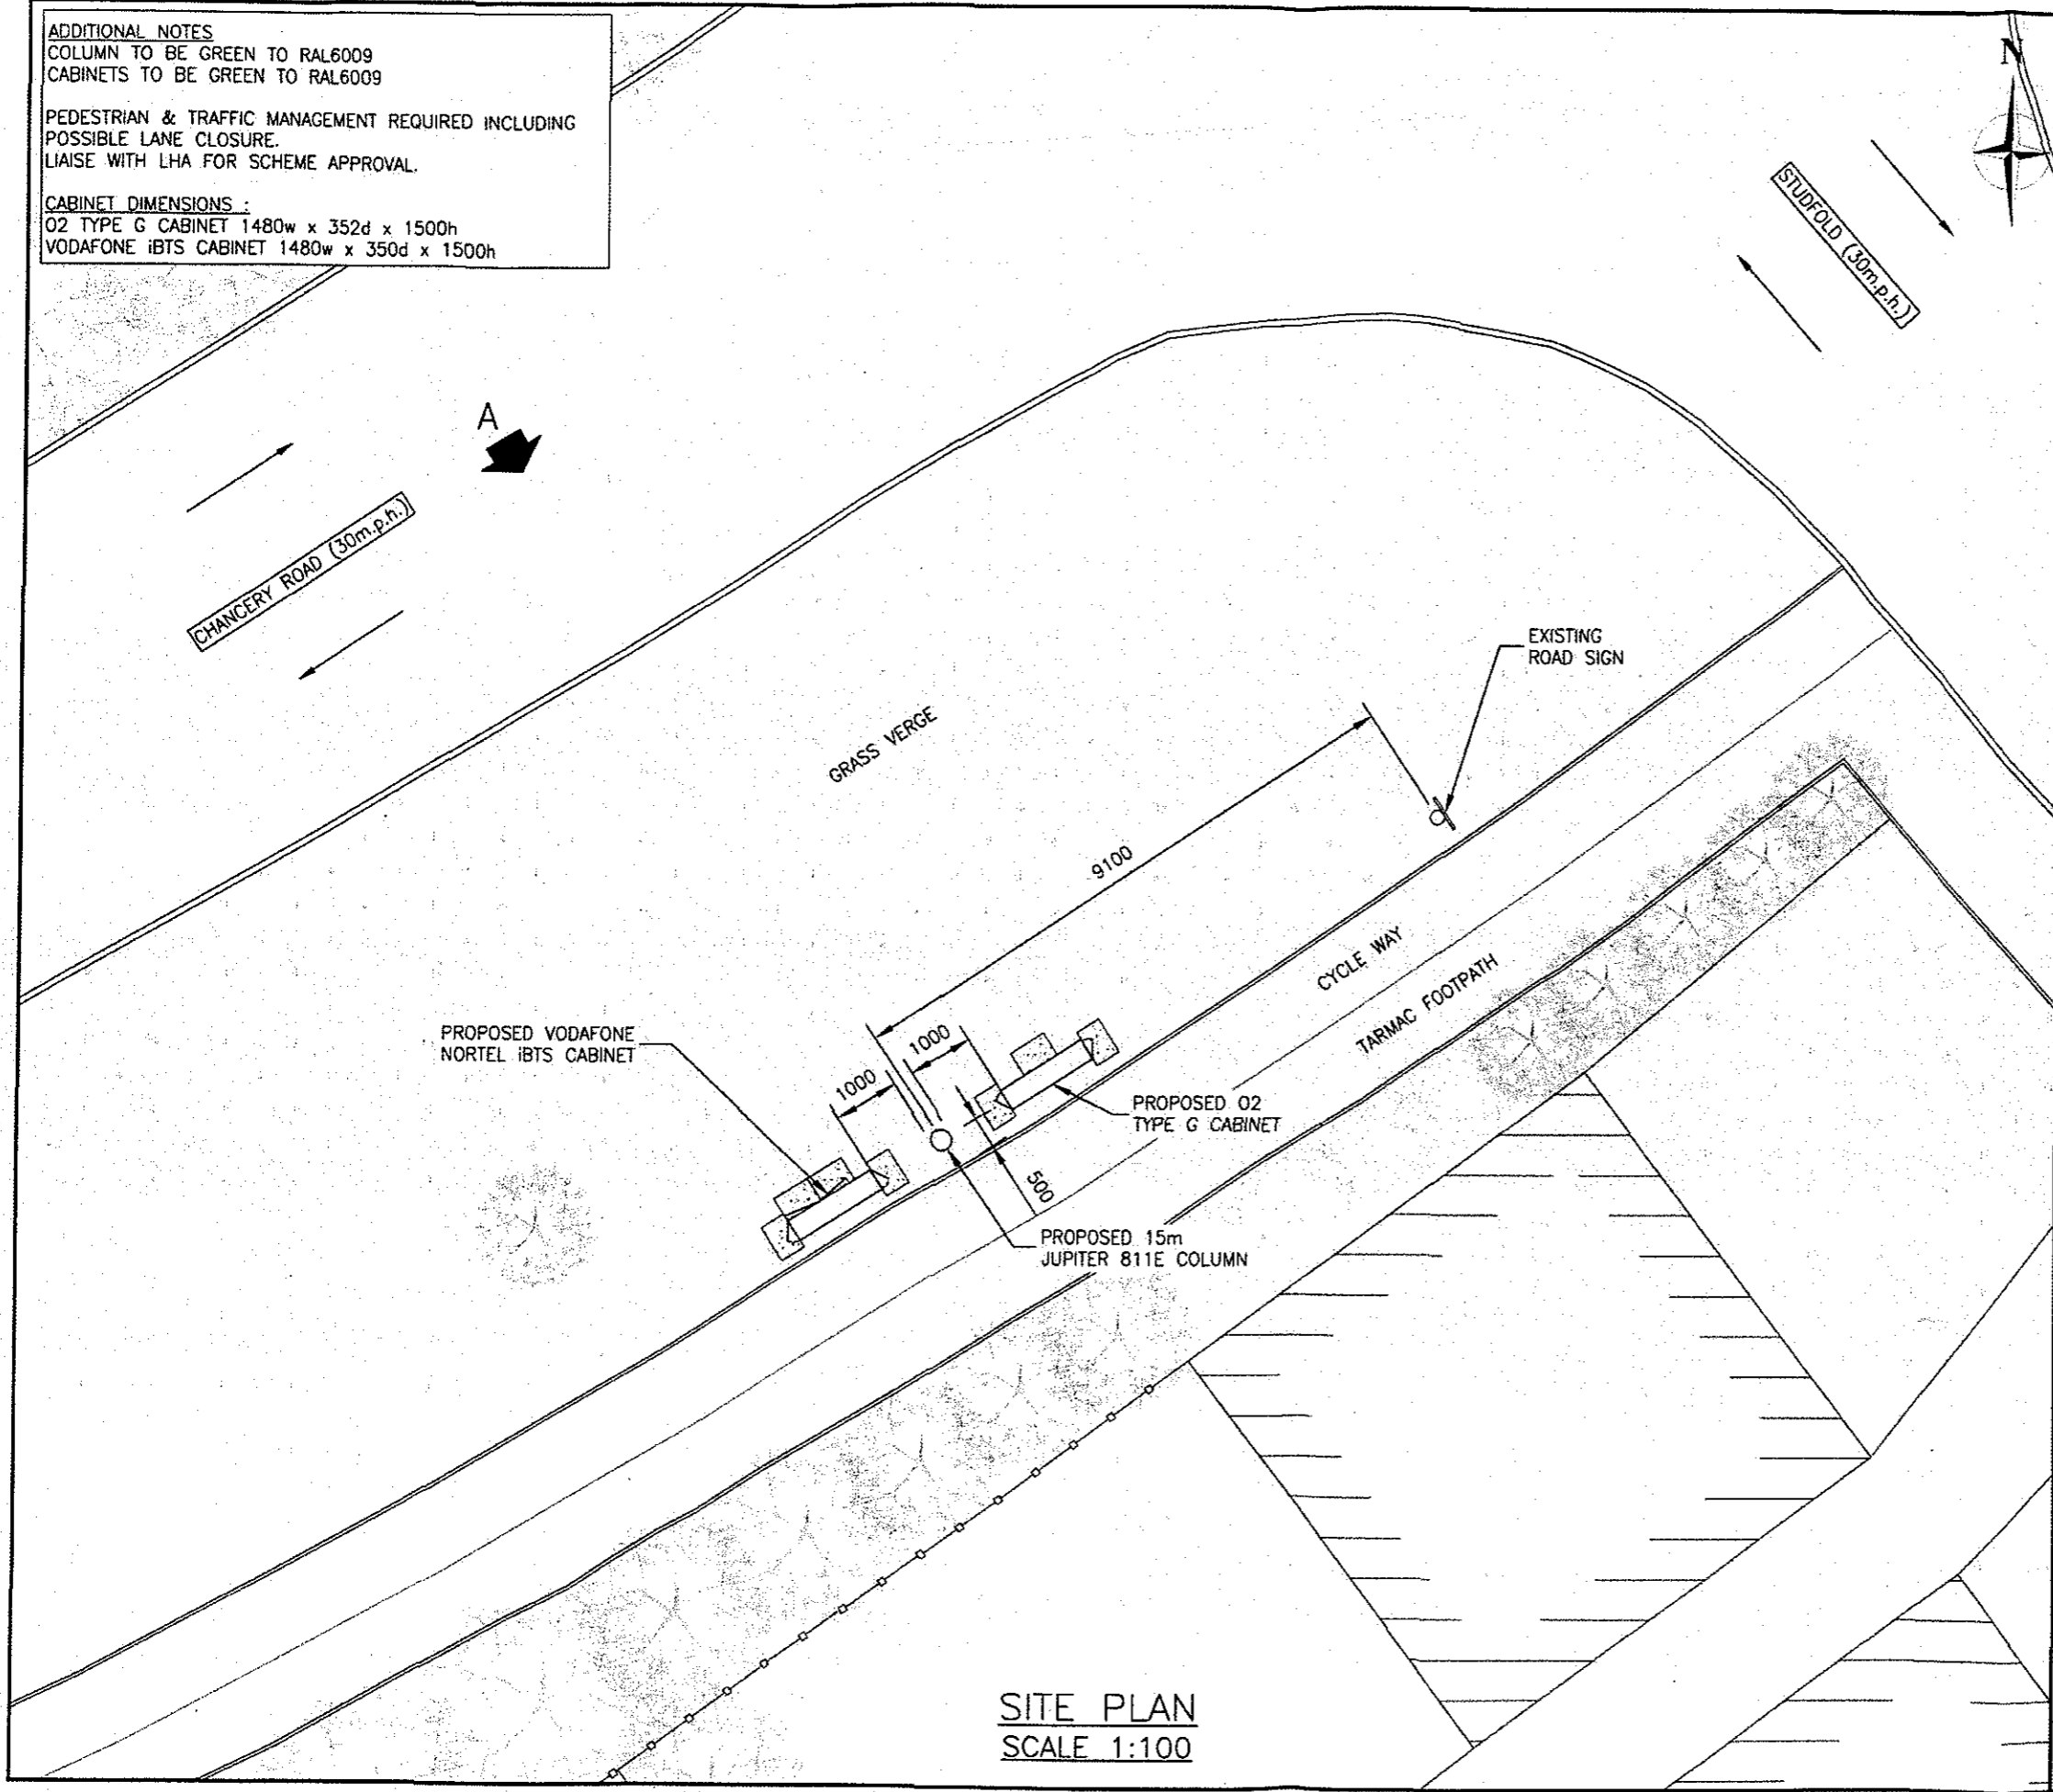 ADDITIONAL NOTES
COLUMN TO BE GREEN TO RAL6009
CABINETS TO BE GREEN TO RAL6009
PEDESTRIAN & TRAFFIC MANAGEMENT REQUIRED INCLUDING
POSSIBLE LANE CLOSURE.
LIAISE WITH LHA FOR SCHEME APPROVAL.
CABINET DIMENSIONS :
O2 TYPE G CABINET 1480w x 352d x 1500h
VODAFONE iBTS CABINET 1480w x 350d x 1500h
N
STUDFOLD (30m.p.h.)
A
CHANCERY ROAD (30m.p.h.)
EXISTING
ROAD SIGN
GRASS VERGE
9100
CYCLE WAY
TARMAC FOOTPATH
PROPOSED VODAFONE
NORTEL iBTS CABINET
1000
1000
PROPOSED O2
TYPE G CABINET
500
PROPOSED 15m
JUPITER 811E COLUMN
SITE PLAN
SCALE 1:100